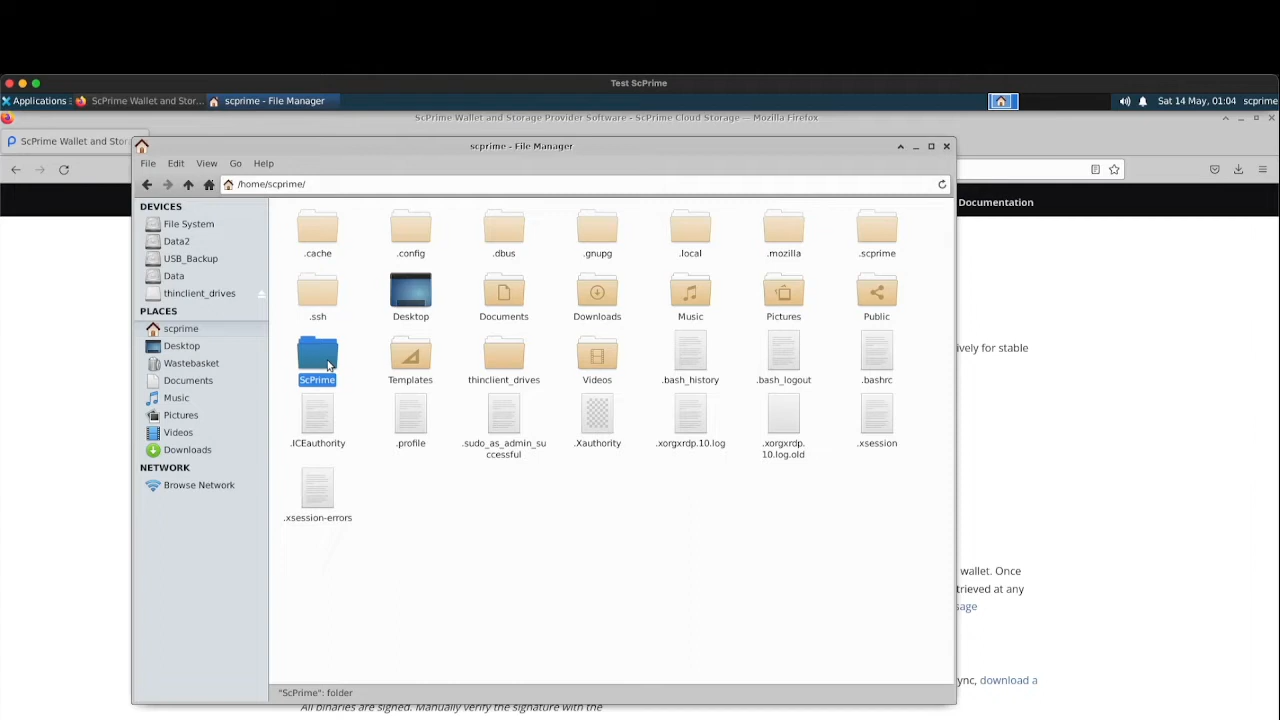 Test ScPrime
Applications
ScPrime Wallet and Stor...
scprime - File Manager
Sat 14 May, 01:04
scprime
ScPrime Wallet and Storage Provider Software - ScPrime Cloud Storage — Mozilla Firefox
ScPrime Wallet and Stor
scprime - File Manager
File Edit View Go Help
/home/scprime/
Documentation
DEVICES
File System
Data2
USB_Backup
Data
thinclient_drives
PLACES
scprime
Desktop
Wastebasket
Documents
Music
Pictures
Videos
Downloads
NETWORK
Browse Network
.cache .config .dbus .gnupg .local .mozilla .scprime
.ssh Desktop Documents Downloads Music Pictures Public
ScPrime Templates thinclient_drives Videos .bash_history .bash_logout .bashrc
.ICEauthority .profile .sudo_as_admin_su .Xauthority .xorgxrdp.10.log .xorgxrdp. .xsession
ccessful 10.log.old
.xsession-errors
ively for stable
wallet. Once
trieved at any
sage
ync, download a
"ScPrime": folder
All binaries are signed. Manually verify the signature with the